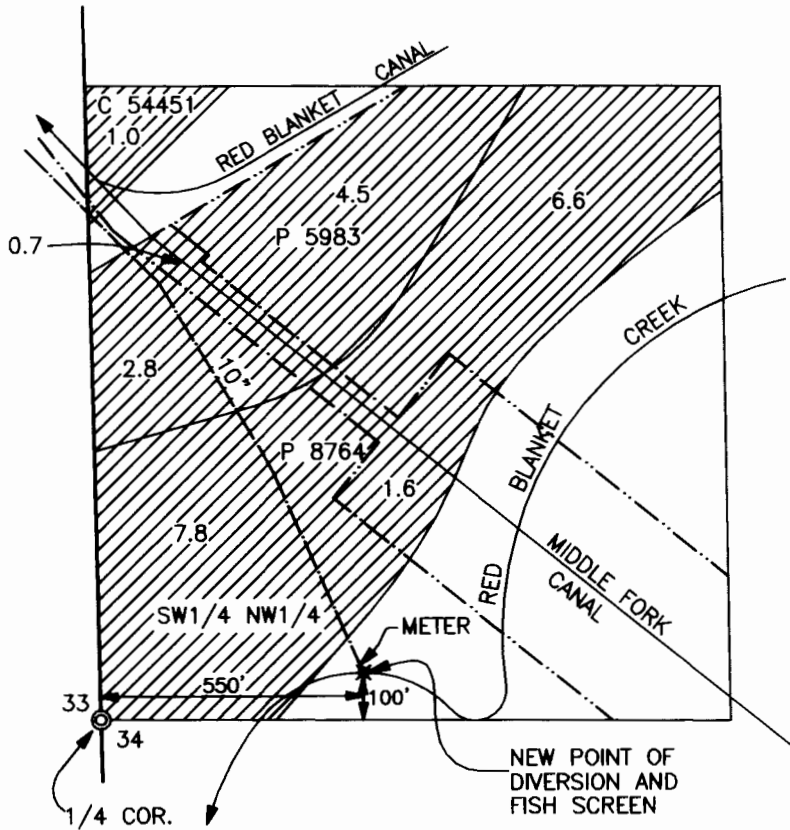 CANAL
RED BLANKET
C 54451
1.0
4.5
6.6
P 5983
0.7
CREEK
2.8
10"
BLANKET
P 8764
1.6
7.8
RED
MIDDLE FORK
CANAL
SW1/4 NW1/4
METER
550'
100'
33
34
NEW POINT OF
DIVERSION AND
FISH SCREEN
1/4 COR.